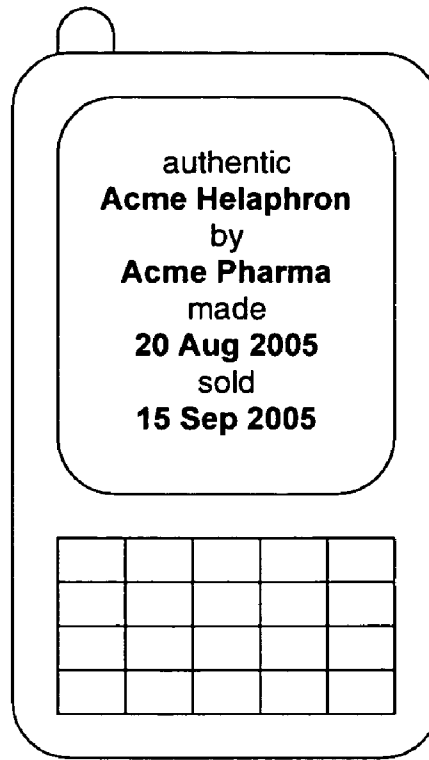 authentic
Acme Helaphron
by
Acme Pharma
made
20 Aug 2005
sold
15 Sep 2005